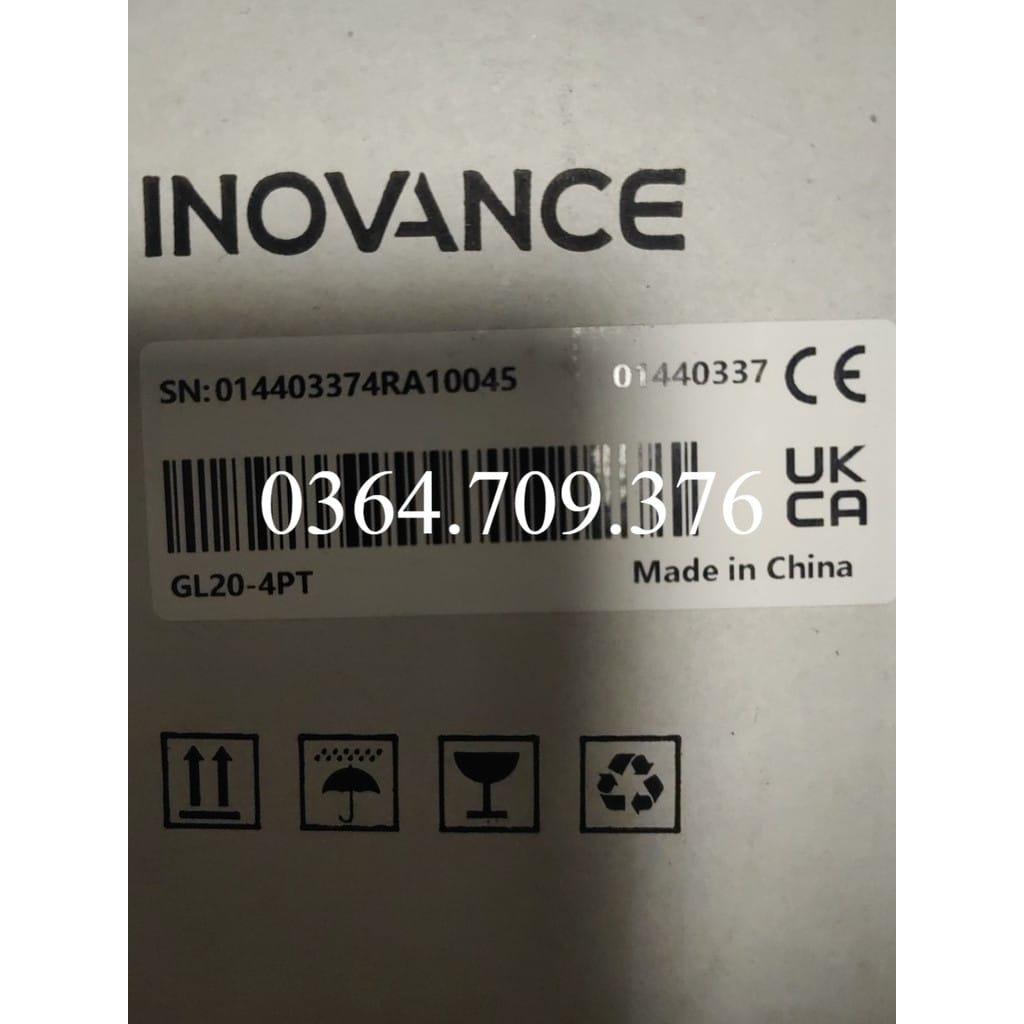 INOVANCE
SN:014403374RA10045 01440337 CE
0364.709.376 UK
CA
GL20-4PT Made in China